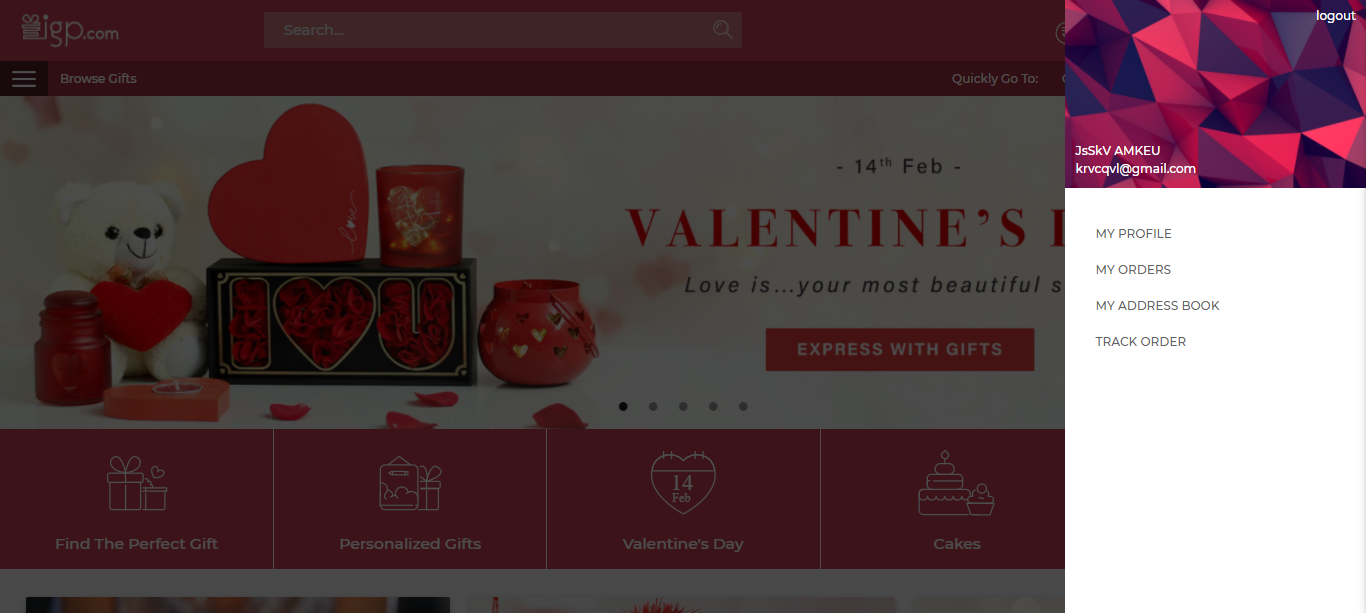 igp.com
Search...
logout
Browse Gifts
Quickly Go To:
JsSkV AMKEU
krvcqvl@gmail.com
- 14th Feb -
VALENTINE'S
Love is...your most beautiful
EXPRESS WITH GIFTS
love
I U
MY PROFILE
MY ORDERS
MY ADDRESS BOOK
TRACK ORDER
14
Feb
Find The Perfect Gift
Personalized Gifts
Valentine's Day
Cakes